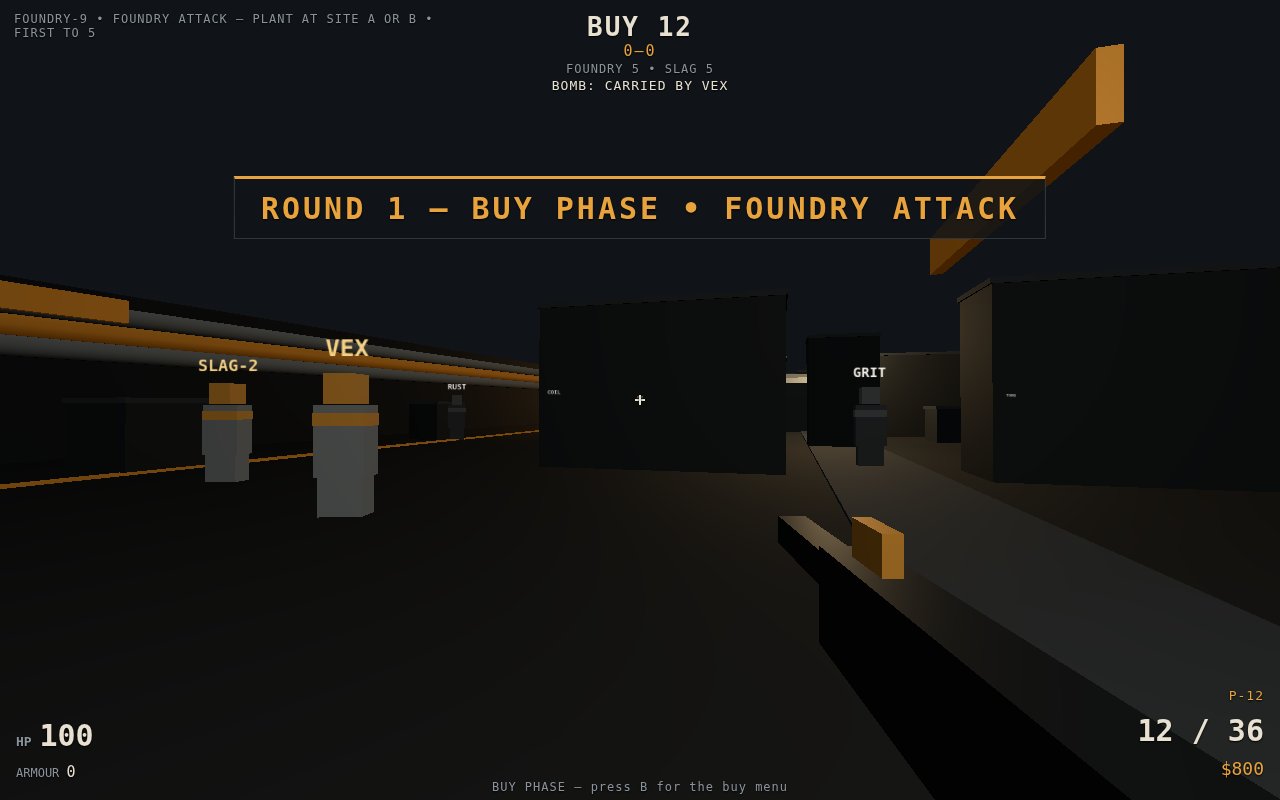 FOUNDRY-9 • FOUNDRY ATTACK — PLANT AT SITE A OR B •
FIRST TO 5
BUY 12
0—0
FOUNDRY 5 • SLAG 5
BOMB: CARRIED BY VEX
ROUND 1 — BUY PHASE • FOUNDRY ATTACK
VEX
SLAG-2
GRIT
RUST
COIL
P-12
HP 100
12 / 36
ARMOUR 0
$800
BUY PHASE — press B for the buy menu